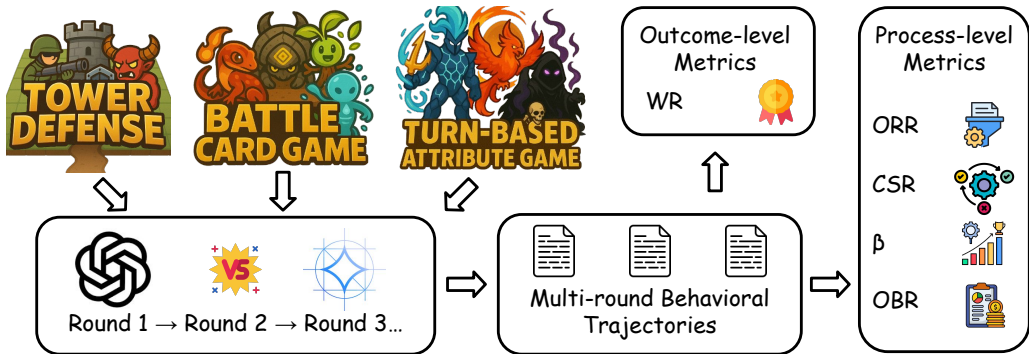 TOWER
DEFENSE
BATTLE
CARD GAME
TURN-BASED
ATTRIBUTE GAME
Outcome-level
Metrics
WR
Process-level
Metrics
ORR
CSR
β
OBR
VS
Round 1 → Round 2 → Round 3...
Multi-round Behavioral
Trajectories